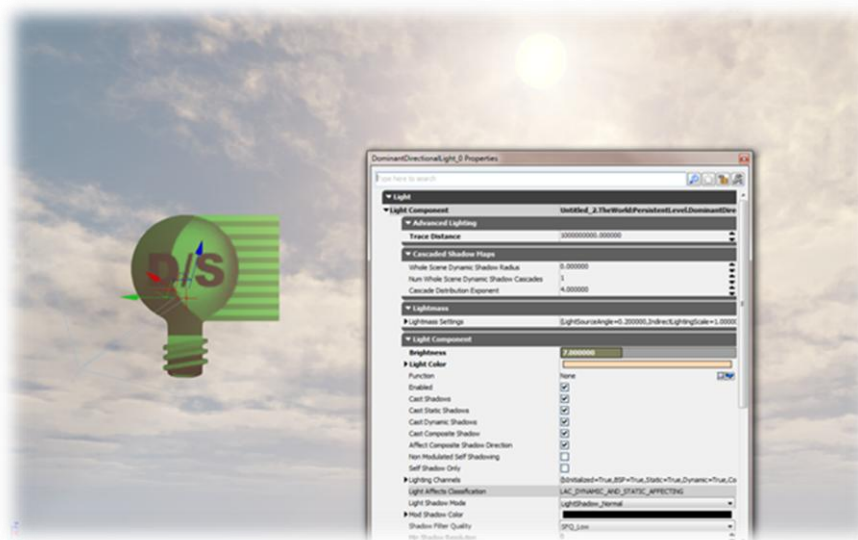 D/S
DominantDirectionalLight_0 Properties
Type here to search
Light
Light Component Untitled_2.TheWorld:PersistentLevel.DominantDire
Advanced Lighting
Trace Distance 1000000000.000000
Cascaded Shadow Maps
Whole Scene Dynamic Shadow Radius 0.000000
Num Whole Scene Dynamic Shadow Cascades 1
Cascade Distribution Exponent 4.000000
Lightmass
Lightmass Settings (LightSourceAngle=0.200000,IndirectLightingScale=1.00000
Light Component
Brightness 7.000000
Light Color
Function None
Enabled
Cast Shadows
Cast Static Shadows
Cast Dynamic Shadows
Cast Composite Shadow
Affect Composite Shadow Direction
Non Modulated Self Shadowing
Self Shadow Only
Lighting Channels (bInitialized=True,BSP=True,Static=True,Dynamic=True,Co
Light Affects Classification LAC_DYNAMIC_AND_STATIC_AFFECTING
Light Shadow Mode LightShadow_Normal
Mod Shadow Color
Shadow Filter Quality SFQ_Low
Min Shadow Resolution 0